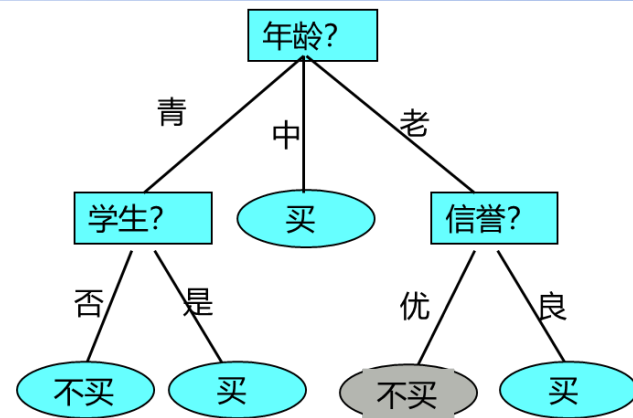 年龄？
青
中
老
学生？
买
信誉？
否
是
优
良
不买
买
不买
买